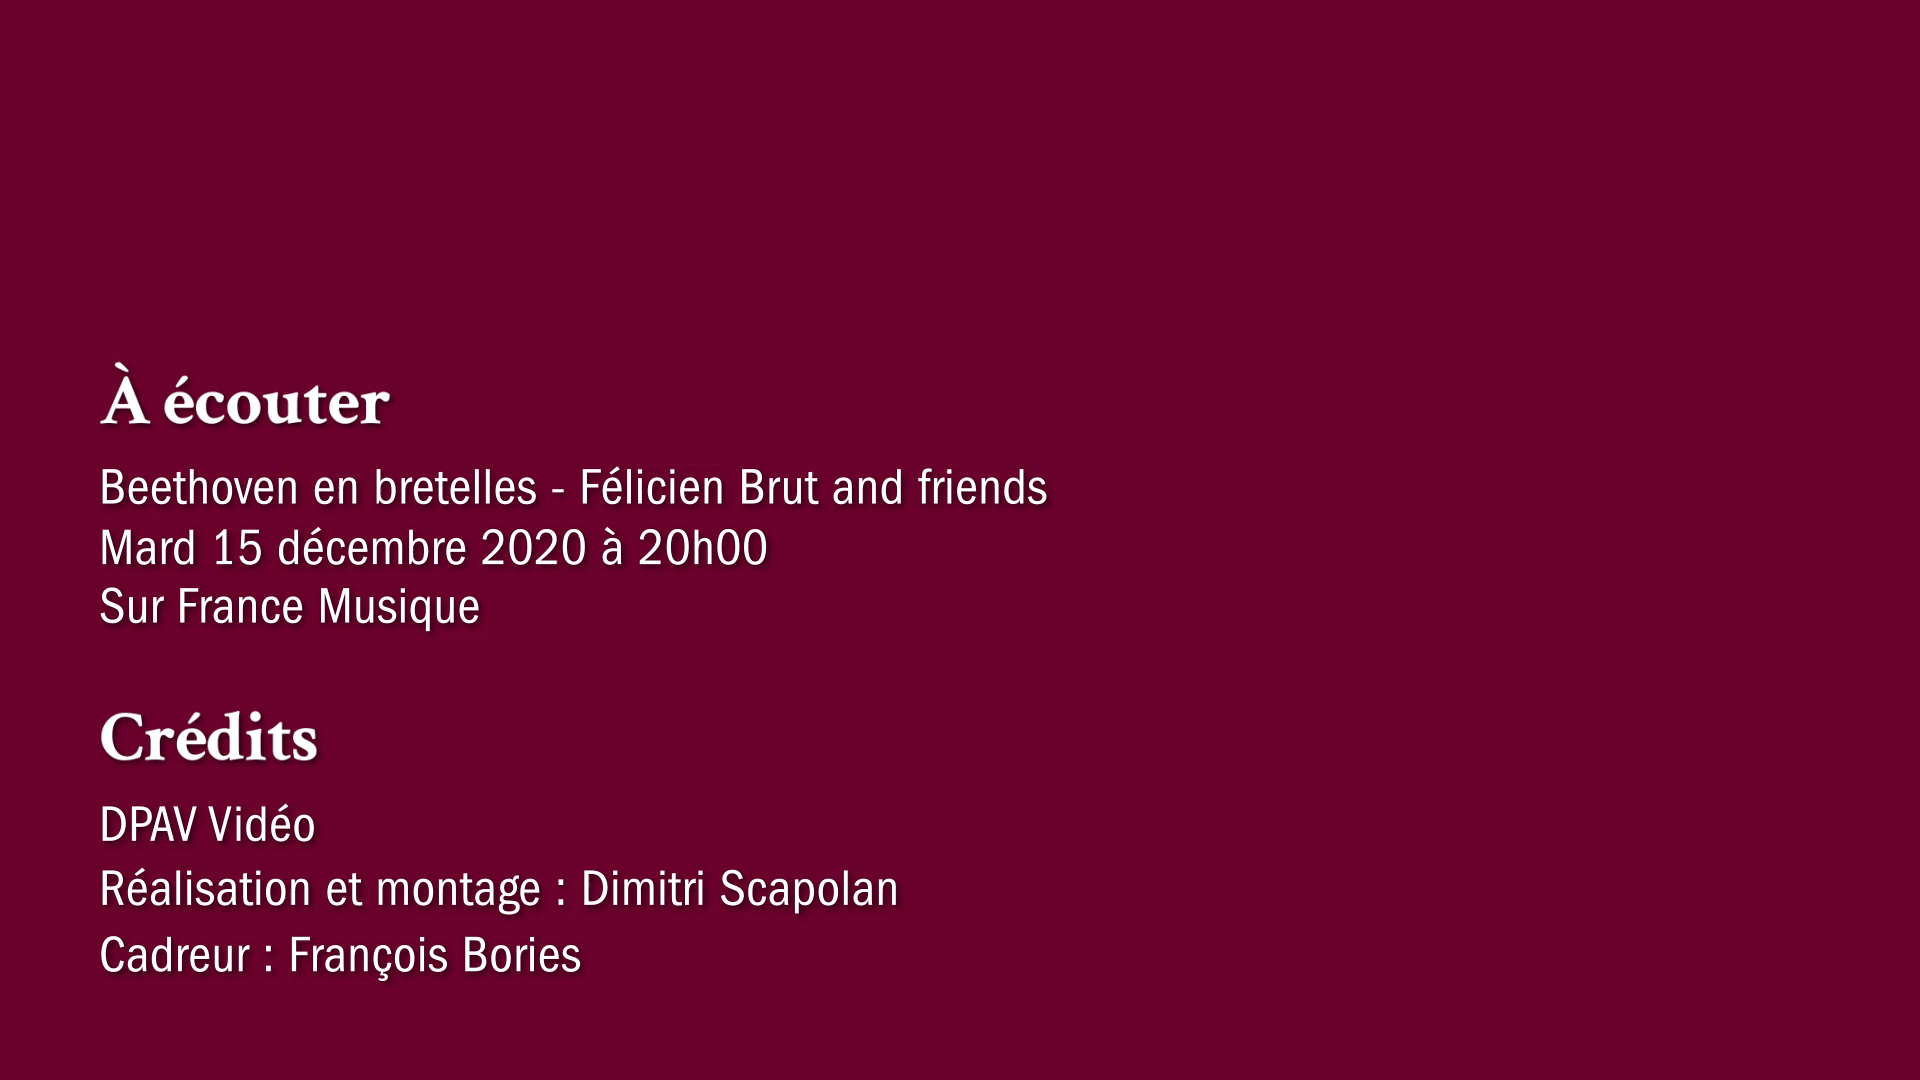 À écouter
Beethoven en bretelles - Félicien Brut and friends
Mard 15 décembre 2020 à 20h00
Sur France Musique
Crédits
DPAV Vidéo
Réalisation et montage : Dimitri Scapolan
Cadreur : François Bories